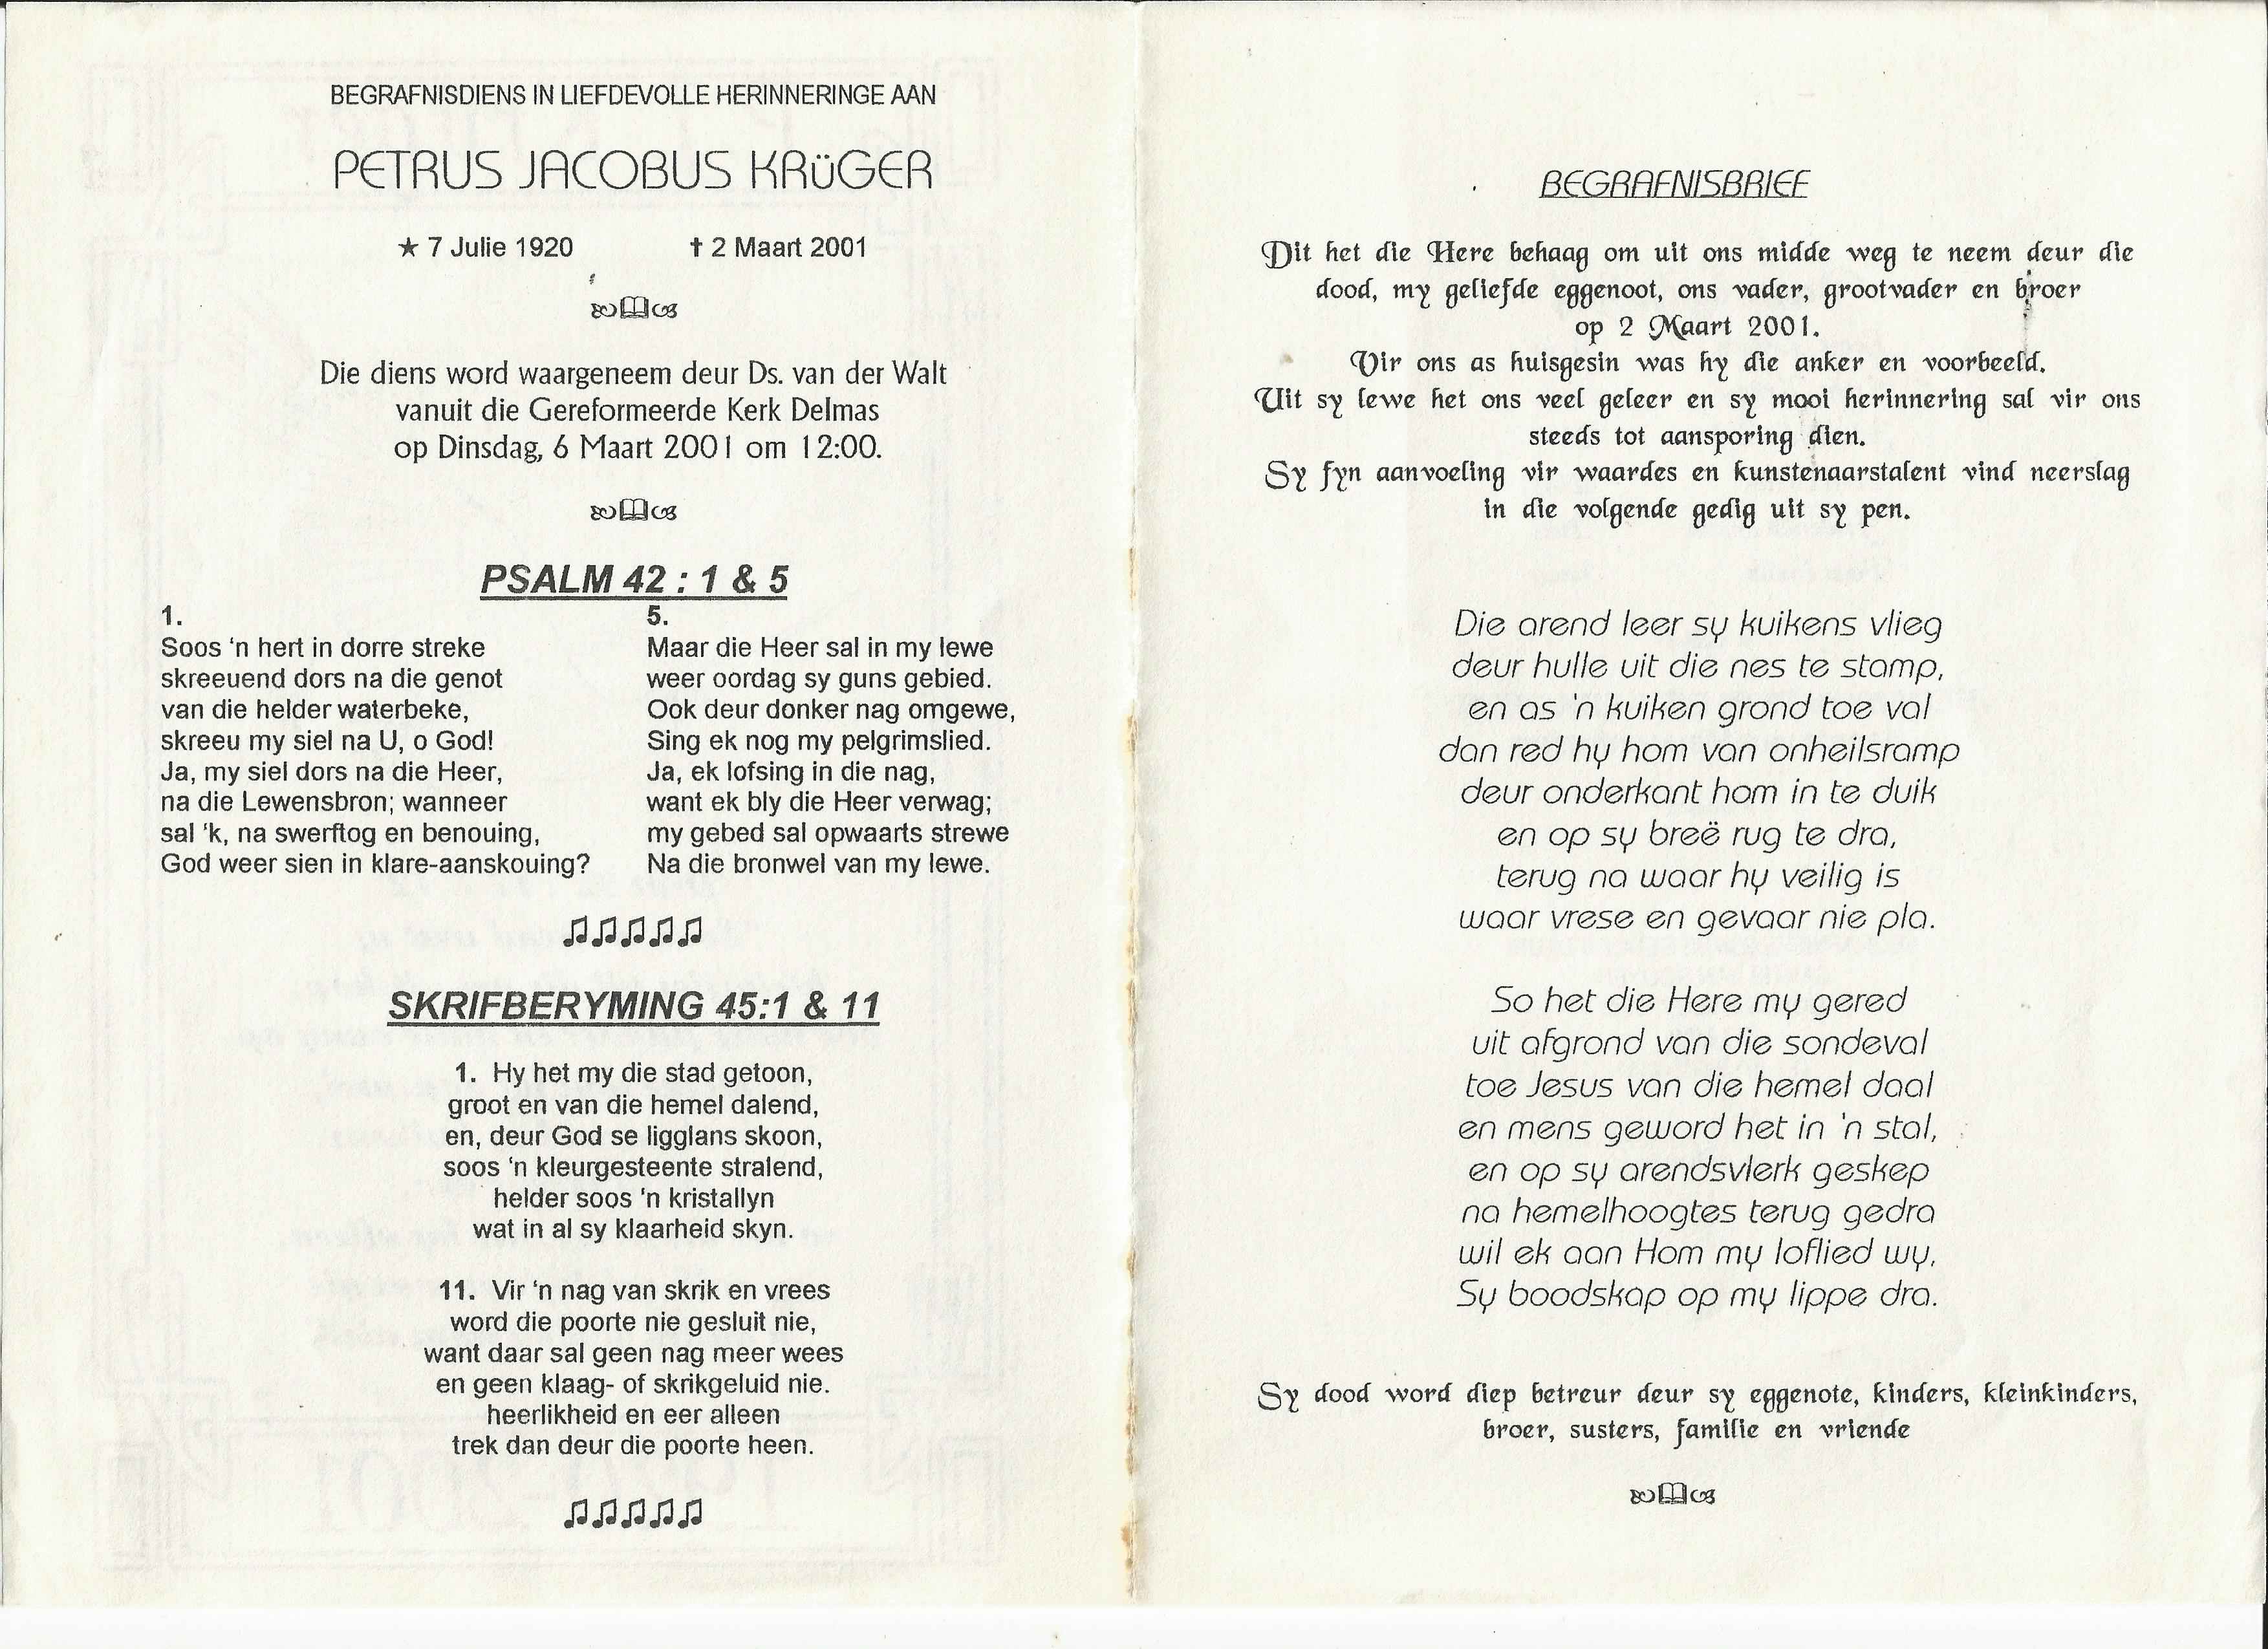 BEGRAFNISDIENS IN LIEFDEVOLLE HERINNERINGE AAN
PETRUS JACOBUS KRüGER
★ 7 Julie 1920 ✝ 2 Maart 2001
Die diens word waargeneem deur Ds. van der Walt
vanuit die Gereformeerde Kerk Delmas
op Dinsdag, 6 Maart 2001 om 12:00.
PSALM 42 : 1 & 5
1.
Soos ‘n hert in dorre streke
skreeuend dors na die genot
van die helder waterbeke,
skreeu my siel na U, o God!
Ja, my siel dors na die Heer,
na die Lewensbron; wanneer
sal ‘k, na swerftog en benouing,
God weer sien in klare-aanskouing?
5.
Maar die Heer sal in my lewe
weer oordag sy guns gebied.
Ook deur donker nag omgewe,
Sing ek nog my pelgrimslied.
Ja, ek lofsing in die nag,
want ek bly die Heer verwag;
my gebed sal opwaarts strewe
Na die bronwel van my lewe.
♫♫♫♫♫
SKRIFBERYMING 45:1 & 11
1. Hy het my die stad getoon,
groot en van die hemel dalend,
en, deur God se ligglans skoon,
soos ‘n kleurgesteente stralend,
helder soos 'n kristallyn
wat in al sy klaarheid skyn.
11. Vir ‘n nag van skrik en vrees
word die poorte nie gesluit nie,
want daar sal geen nag meer wees
en geen klaag- of skrikgeluid nie.
heerlikheid en eer alleen
trek dan deur die poorte heen.
♫♫♫♫♫
BEGRAFNISBRIEF
Dit het die Here behaag om uit ons midde weg te neem deur die
dood, my geliefde eggenoot, ons vader, grootvader en broer
op 2 Maart 2001.
Vir ons as huisgesin was hy die anker en voorbeeld.
Uit sy lewe het ons veel geleer en sy mooi herinnering sal vir ons
steeds tot aansporing dien.
Sy fyn aanvoeling vir waardes en kunstenaarstalent vind neerslag
in die volgende gedig uit sy pen.
Die arend leer sy kuikens vlieg
deur hulle uit die nes te stamp,
en as 'n kuiken grond toe val
dan red hy hom van onheilsramp
deur onderkant hom in te duik
en op sy breë rug te dra,
terug na waar hy veilig is
waar vrese en gevaar nie pla.
So het die Here my gered
uit afgrond van die sondeval
toe Jesus van die hemel daal
en mens geword het in 'n stal,
en op sy arendsvlerk geskep
na hemelhoogtes terug gedra
wil ek aan Hom my loflied wy,
Sy boodskap op my lippe dra.
Sy dood word diep betreur deur sy eggenote, kinders, kleinkinders,
broer, susters, familie en vriende